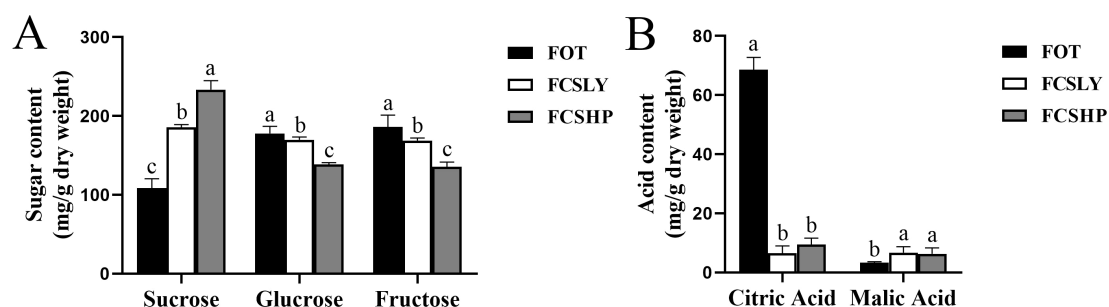 A
Sugar content
(mg/g dry weight)
300
200
100
0
c
b
a
a
b
c
a
b
c
Sucrose
Glucrose
Fructose
FOT
FCSLY
FCSHP
B
Acid content
(mg/g dry weight)
80
60
40
20
0
a
b
b
b
a
a
Citric Acid
Malic Acid
FOT
FCSLY
FCSHP